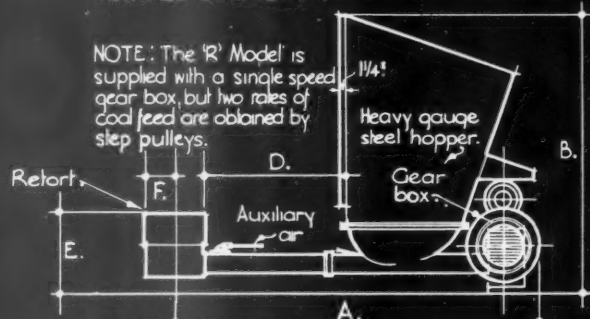 NOTE: The 'R' Model is
supplied with a single speed
gear box, but two rates of
coal feed are obtained by
step pulleys.
1¼"
Heavy gauge
steel hopper.
B.
D.
Retort.
F.
Gear
box.
Auxiliary
air
E.
A.